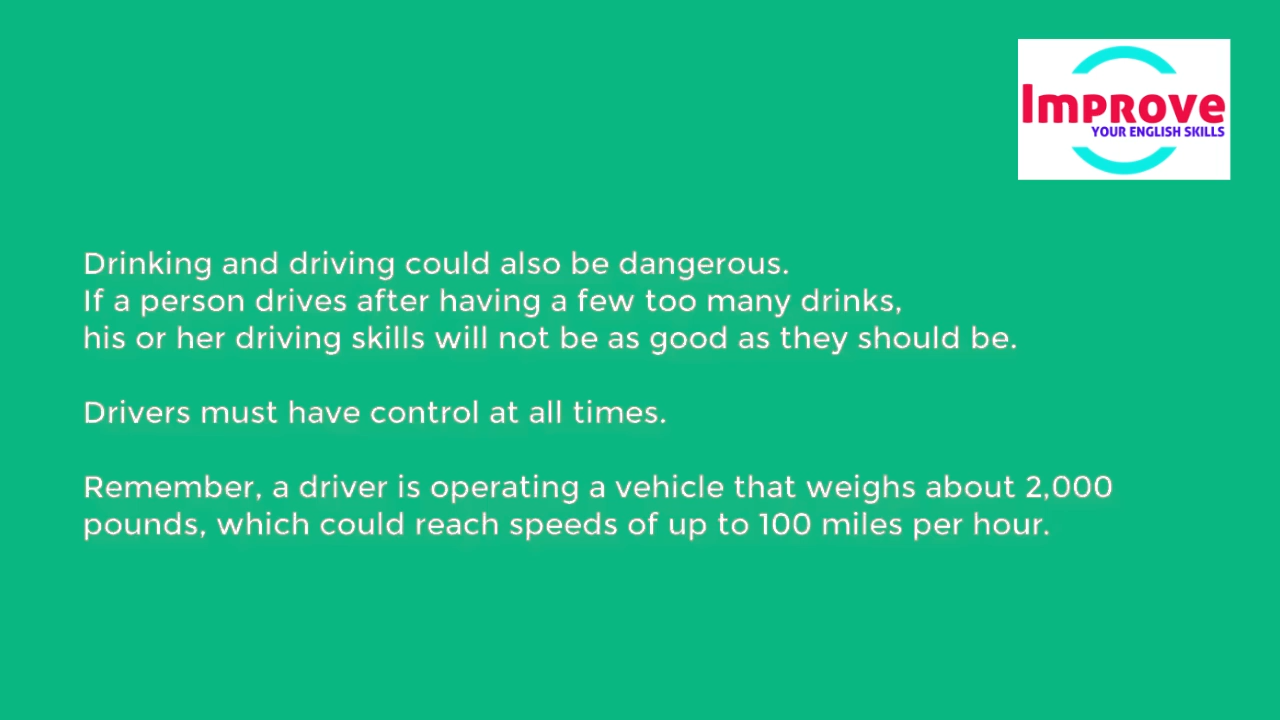 Improve
YOUR ENGLISH SKILLS
Drinking and driving could also be dangerous.
If a person drives after having a few too many drinks,
his or her driving skills will not be as good as they should be.
Drivers must have control at all times.
Remember, a driver is operating a vehicle that weighs about 2,000
pounds, which could reach speeds of up to 100 miles per hour.